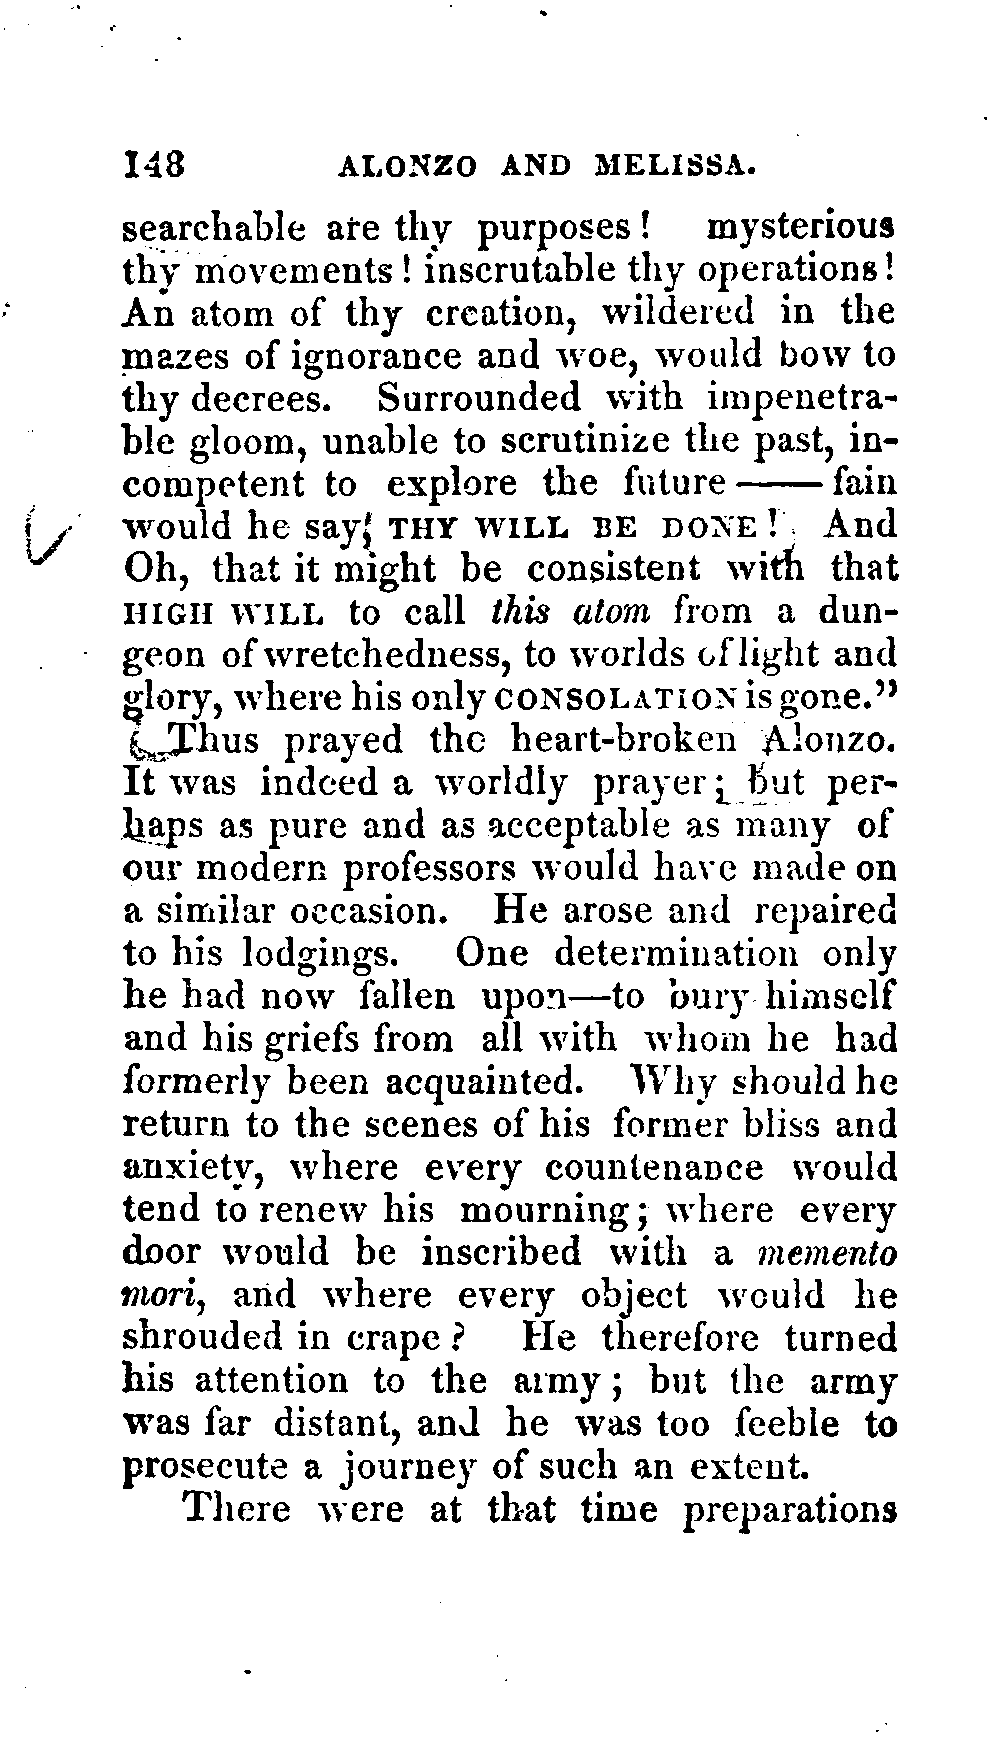 148 ALONZO AND MELISSA.
searchable are thy purposes! mysterious
thy movements! inscrutable thy operations!
An atom of thy creation, wildered in the
mazes of ignorance and woe, would bow to
thy decrees. Surrounded with impenetra-
ble gloom, unable to scrutinize the past, in-
competent to explore the future —— fain
would he say, THY WILL BE DONE! And
Oh, that it might be consistent with that
HIGH WILL to call this atom from a dun-
geon of wretchedness, to worlds of light and
glory, where his only CONSOLATION is gone."
Thus prayed the heart-broken Alonzo.
It was indeed a worldly prayer; but per-
haps as pure and as acceptable as many of
our modern professors would have made on
a similar occasion. He arose and repaired
to his lodgings. One determination only
he had now fallen upon—to bury himself
and his griefs from all with whom he had
formerly been acquainted. Why should he
return to the scenes of his former bliss and
anxiety, where every countenance would
tend to renew his mourning; where every
door would be inscribed with a memento
mori, and where every object would he
shrouded in crape? He therefore turned
his attention to the army; but the army
was far distant, and he was too feeble to
prosecute a journey of such an extent.
There were at that time preparations